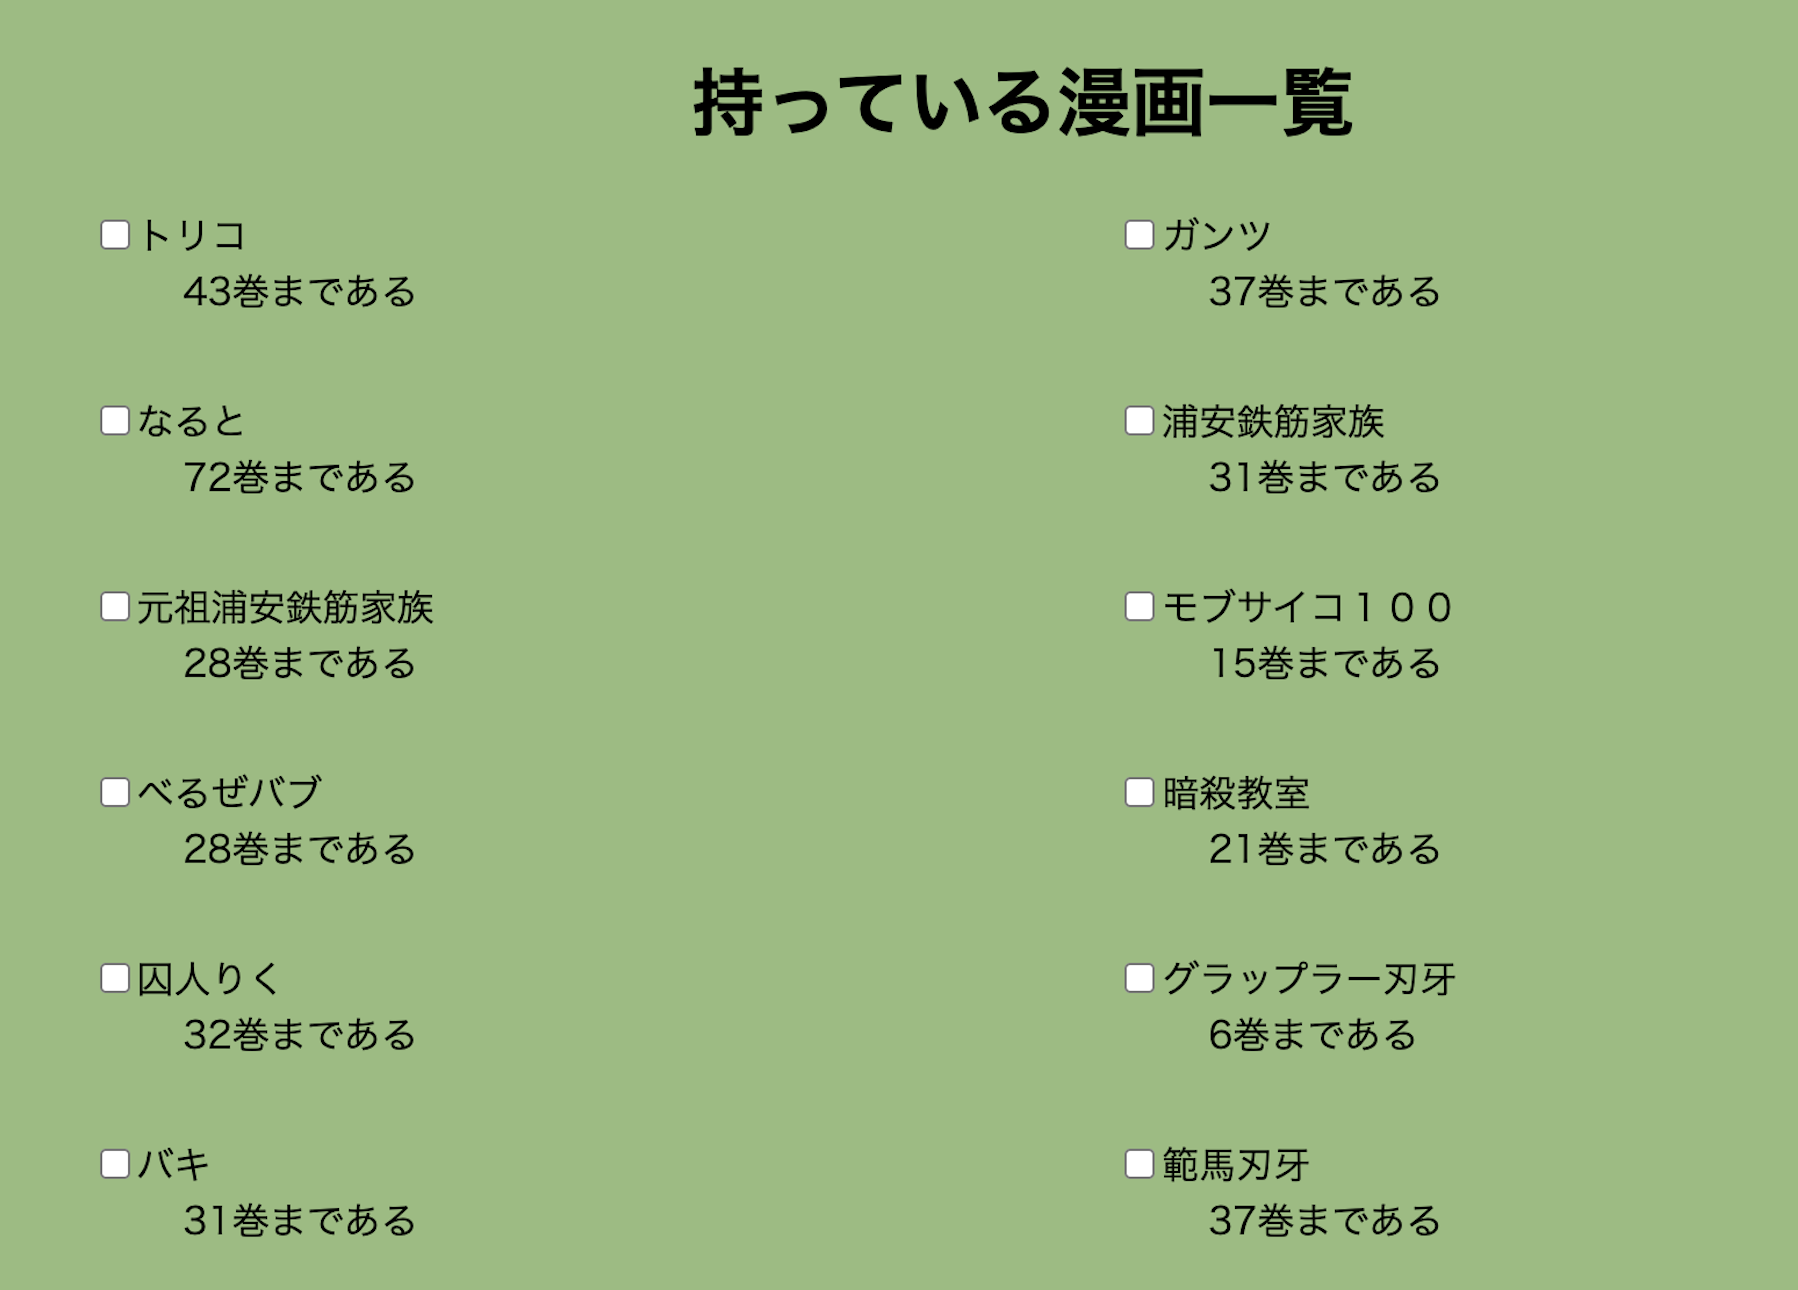 持っている漫画一覧
トリコ
43巻まである
ガンツ
37巻まである
なると
72巻まである
浦安鉄筋家族
31巻まである
元祖浦安鉄筋家族
28巻まである
モブサイコ１００
15巻まである
べるぜバブ
28巻まである
暗殺教室
21巻まである
囚人りく
32巻まである
グラップラー刃牙
6巻まである
バキ
31巻まである
範馬刃牙
37巻まである